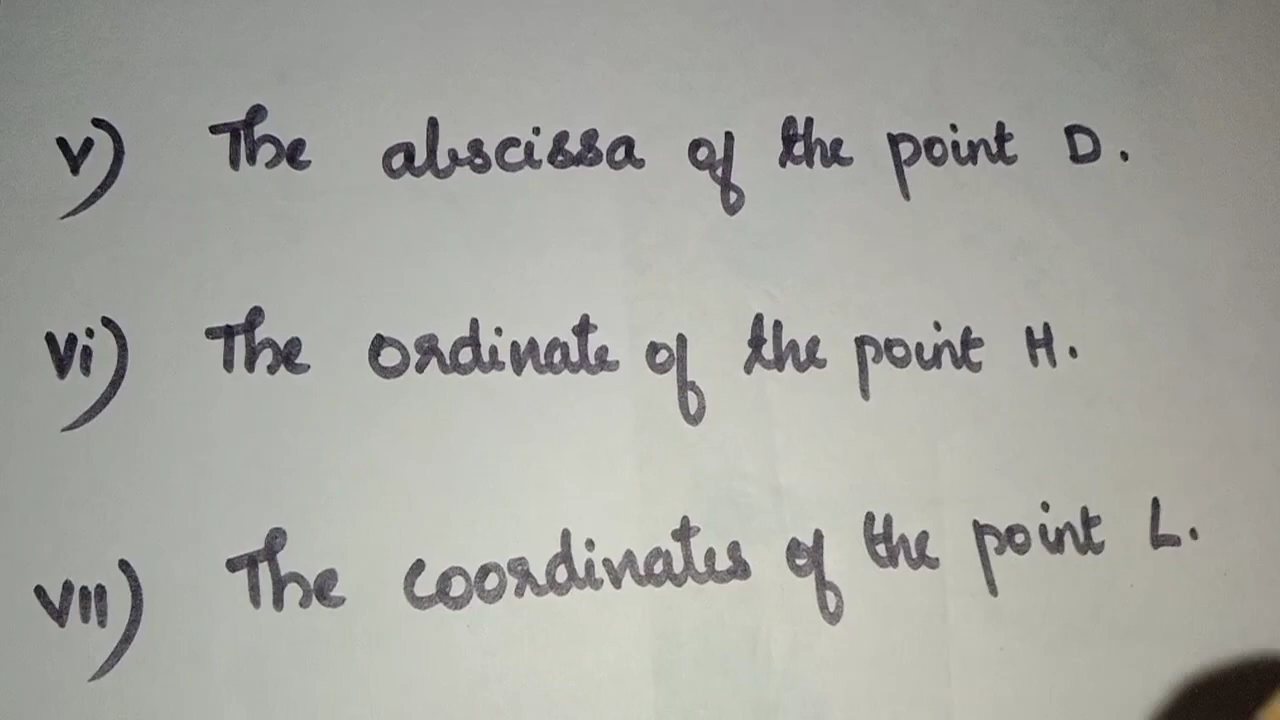 v) The abscissa of the point D.
vi) The ordinate of the point H.
vii) The coordinates of the point L.